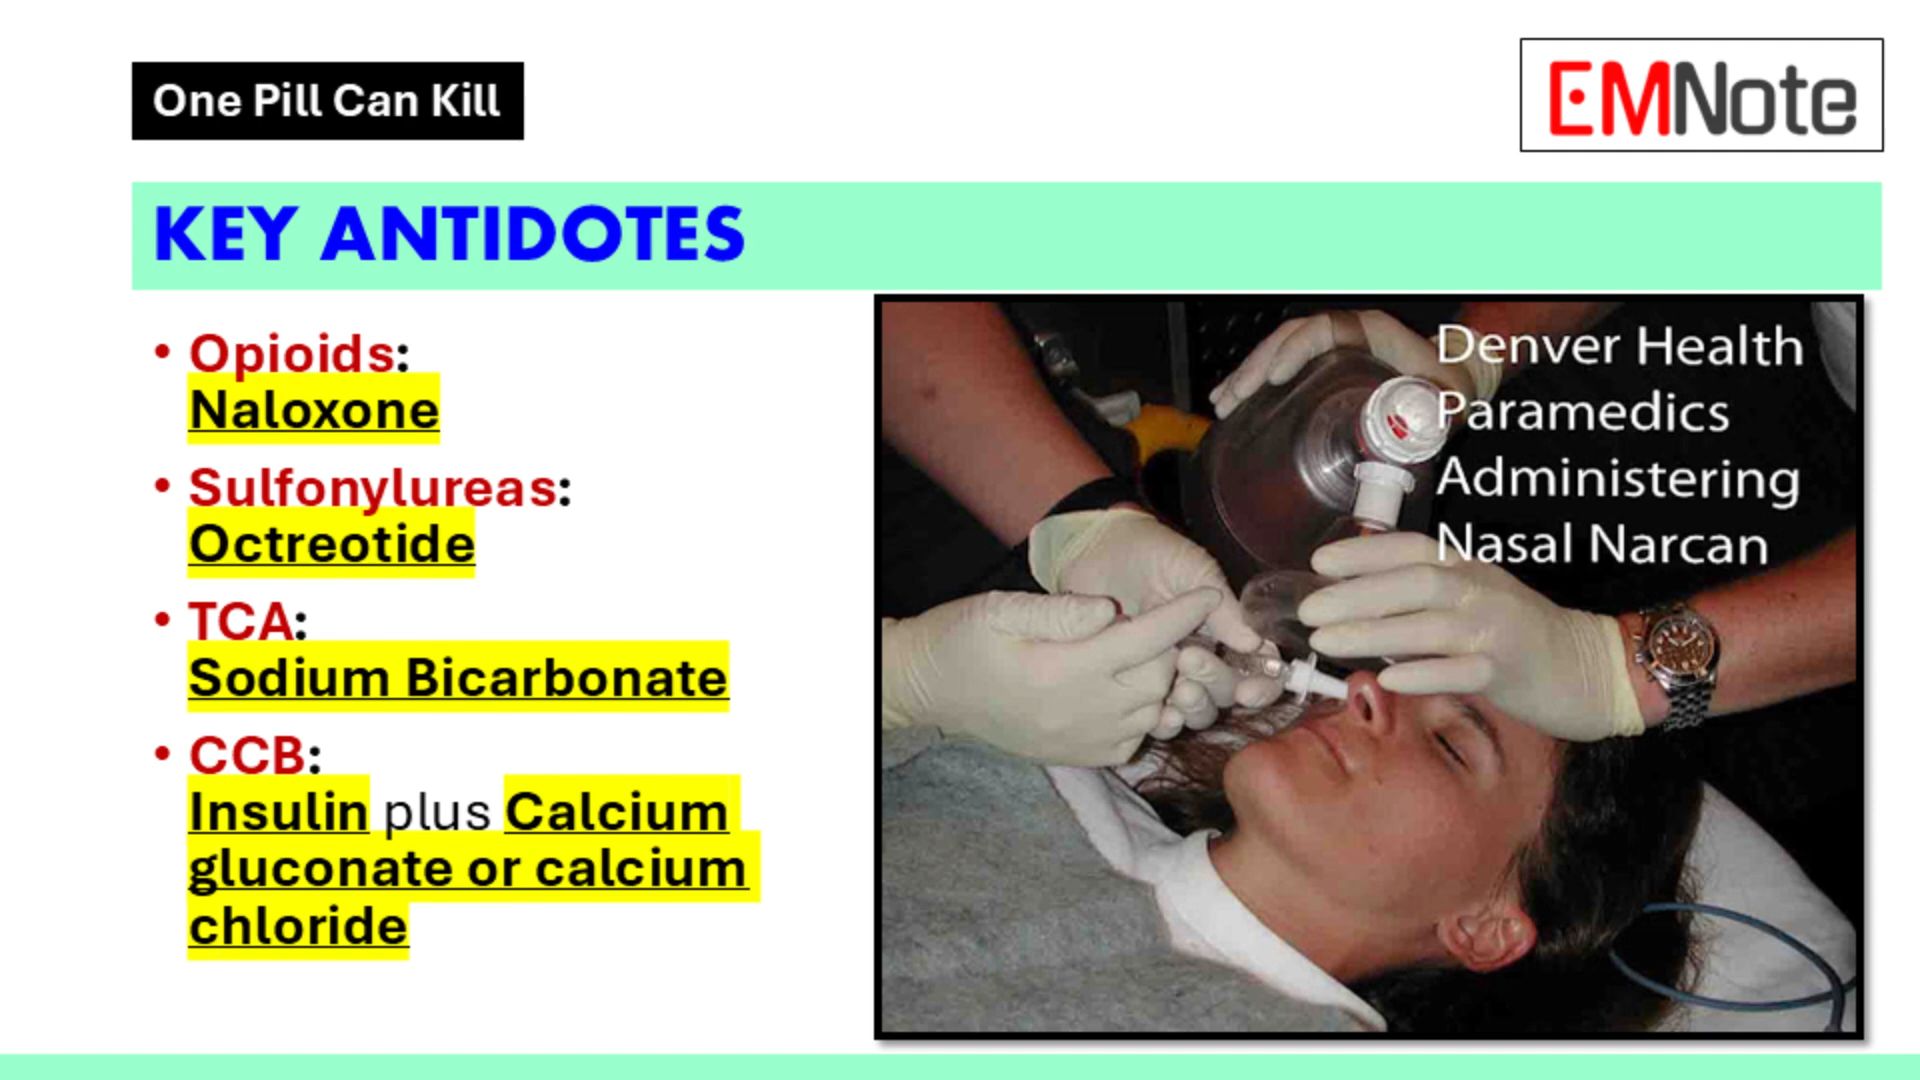 One Pill Can Kill
EMNote
KEY ANTIDOTES
• Opioids:
Naloxone
• Sulfonylureas:
Octreotide
• TCA:
Sodium Bicarbonate
• CCB:
Insulin plus Calcium
gluconate or calcium
chloride
Denver Health
Paramedics
Administering
Nasal Narcan